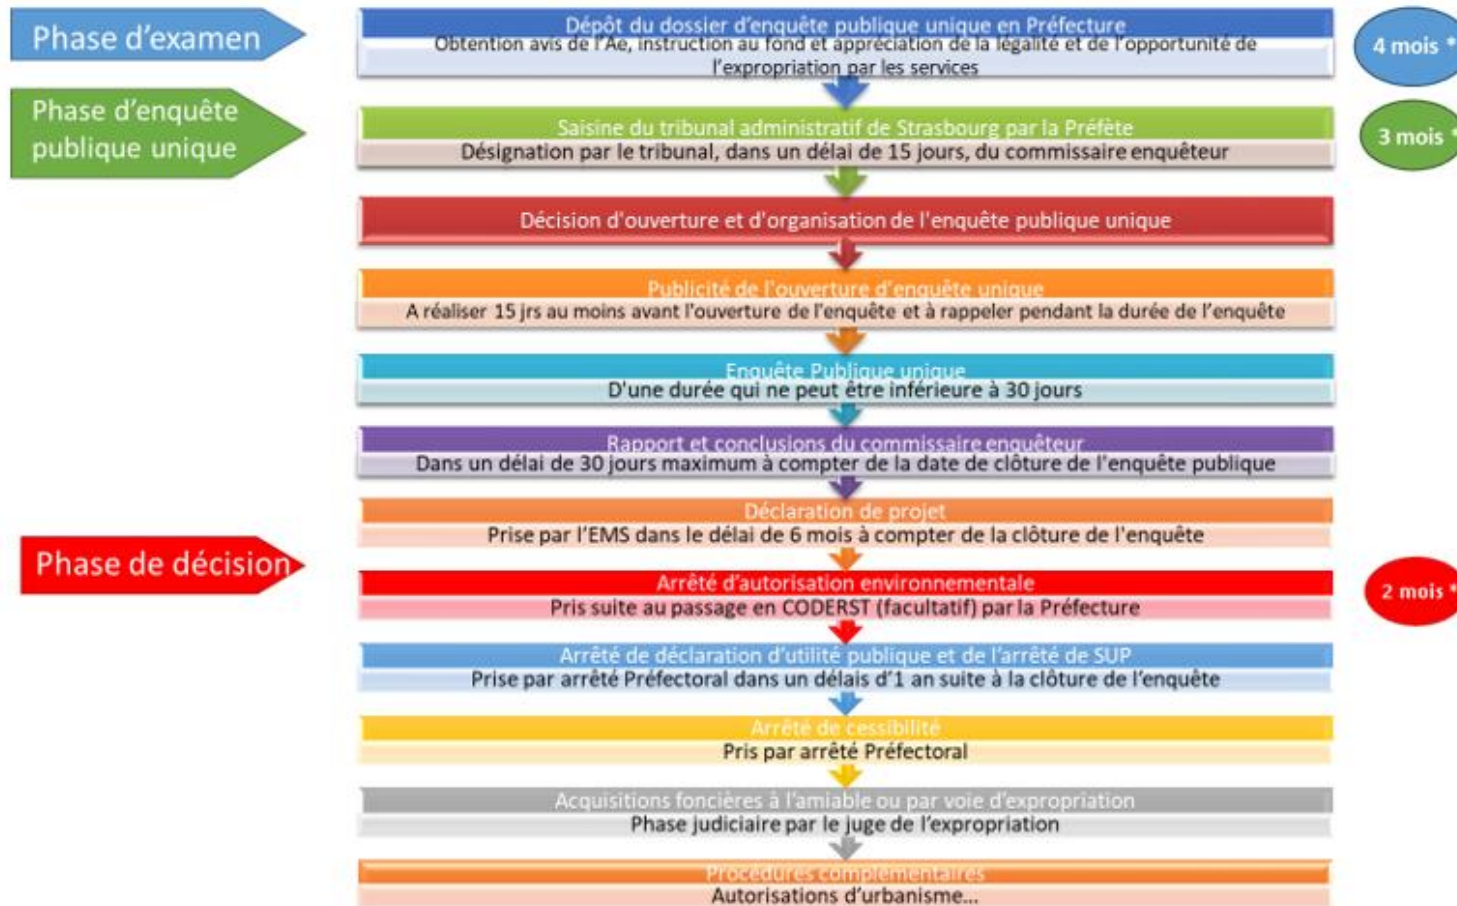 Phase d'examen
Dépôt du dossier d'enquête publique unique en Préfecture
Obtention avis de l'Ae, instruction au fond et appréciation de la légalité et de l'opportunité de
l'expropriation par les services
4 mois *
Phase d'enquête
publique unique
Saisine du tribunal administratif de Strasbourg par la Préfète
Désignation par le tribunal, dans un délai de 15 jours, du commissaire enquêteur
3 mois *
Décision d'ouverture et d'organisation de l'enquête publique unique
Publicité de l'ouverture d'enquête unique
A réaliser 15 jrs au moins avant l'ouverture de l'enquête et à rappeler pendant la durée de l'enquête
Enquête Publique unique
D'une durée qui ne peut être inférieure à 30 jours
Rapport et conclusions du commissaire enquêteur
Dans un délai de 30 jours maximum à compter de la date de clôture de l'enquête publique
Déclaration de projet
Prise par l'EMS dans le délai de 6 mois à compter de la clôture de l'enquête
Phase de décision
Arrêté d'autorisation environnementale
Pris suite au passage en CODERST (facultatif) par la Préfecture
2 mois *
Arrêté de déclaration d'utilité publique et de l'arrêté de SUP
Prise par arrêté Préfectoral dans un délais d'1 an suite à la clôture de l'enquête
Arrêté de cessibilité
Pris par arrêté Préfectoral
Acquisitions foncières à l'amiable ou par voie d'expropriation
Phase judiciaire par le juge de l'expropriation
Procédures complémentaires
Autorisations d'urbanisme...